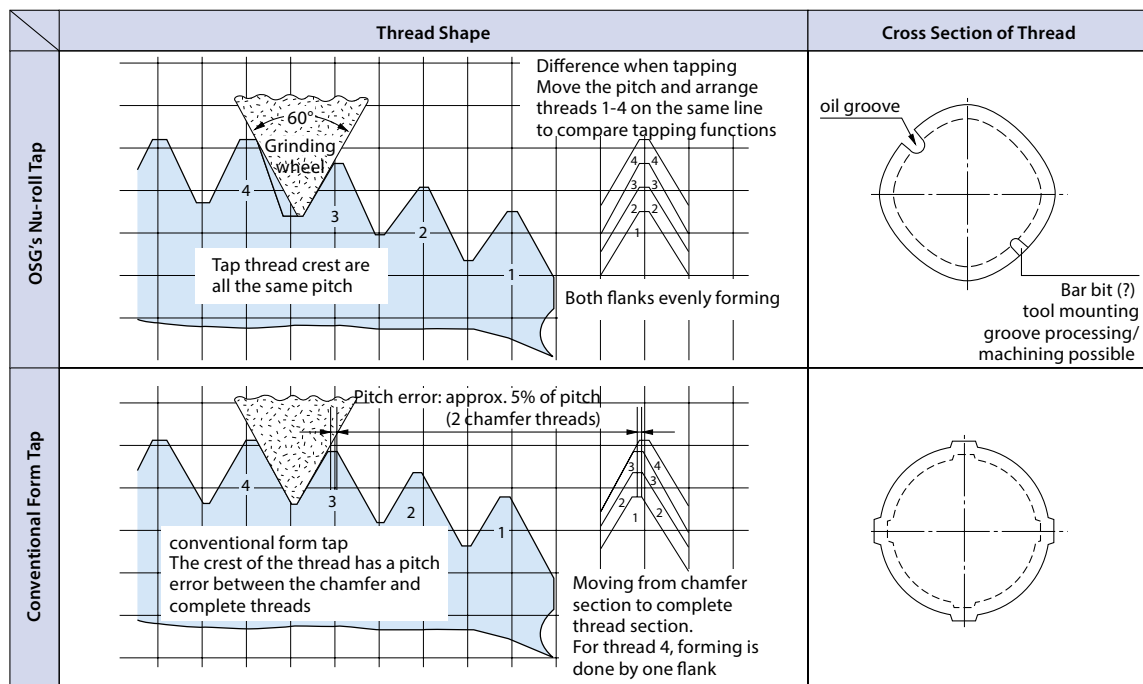 Thread Shape
Cross Section of Thread
OSG's Nu-roll Tap
60°
Grinding
wheel
4
3
2
1
Tap thread crest are
all the same pitch
Difference when tapping
Move the pitch and arrange
threads 1-4 on the same line
to compare tapping functions
4 4
3 3
2 2
1
Both flanks evenly forming
oil groove
Bar bit (?)
tool mounting
groove processing/
machining possible
Conventional Form Tap
Pitch error: approx. 5% of pitch
(2 chamfer threads)
4
3
2
1
conventional form tap
The crest of the thread has a pitch
error between the chamfer and
complete threads
3 4
3
2
1 2
Moving from chamfer
section to complete
thread section.
For thread 4, forming is
done by one flank